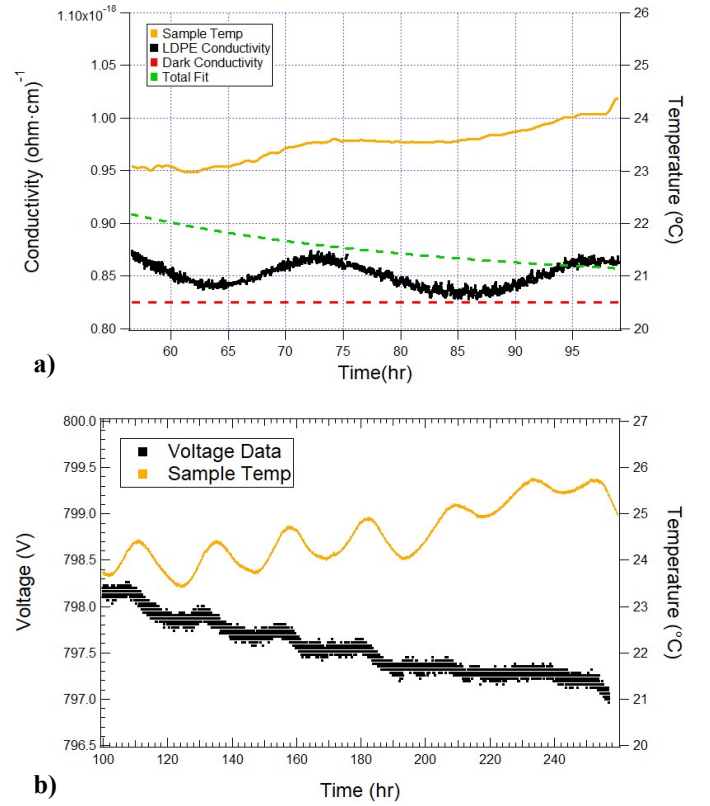 1.10x10⁻¹⁸
1.05
1.00
0.95
0.90
0.85
0.80
Conductivity (ohm·cm)⁻¹
Sample Temp
LDPE Conductivity
Dark Conductivity
Total Fit
26
25
24
23
22
21
20
Temperature (ºC)
60 65 70 75 80 85 90 95
Time(hr)
a)
800.0
799.5
799.0
798.5
798.0
797.5
797.0
796.5
Voltage (V)
Voltage Data
Sample Temp
27
26
25
24
23
22
21
20
Temperature (°C)
100 120 140 160 180 200 220 240
Time (hr)
b)